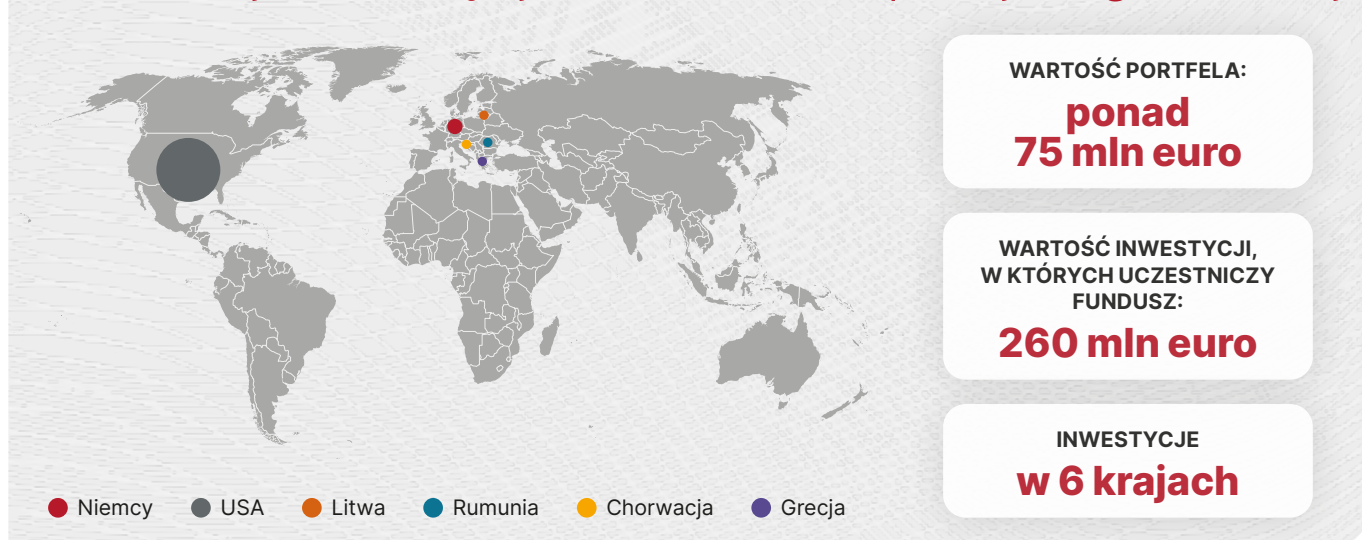 WARTOŚĆ PORTFELA:
ponad
75 mln euro
WARTOŚĆ INWESTYCJI,
W KTÓRYCH UCZESTNICZY
FUNDUSZ:
260 mln euro
INWESTYCJE
w 6 krajach
Niemcy
USA
Litwa
Rumunia
Chorwacja
Grecja